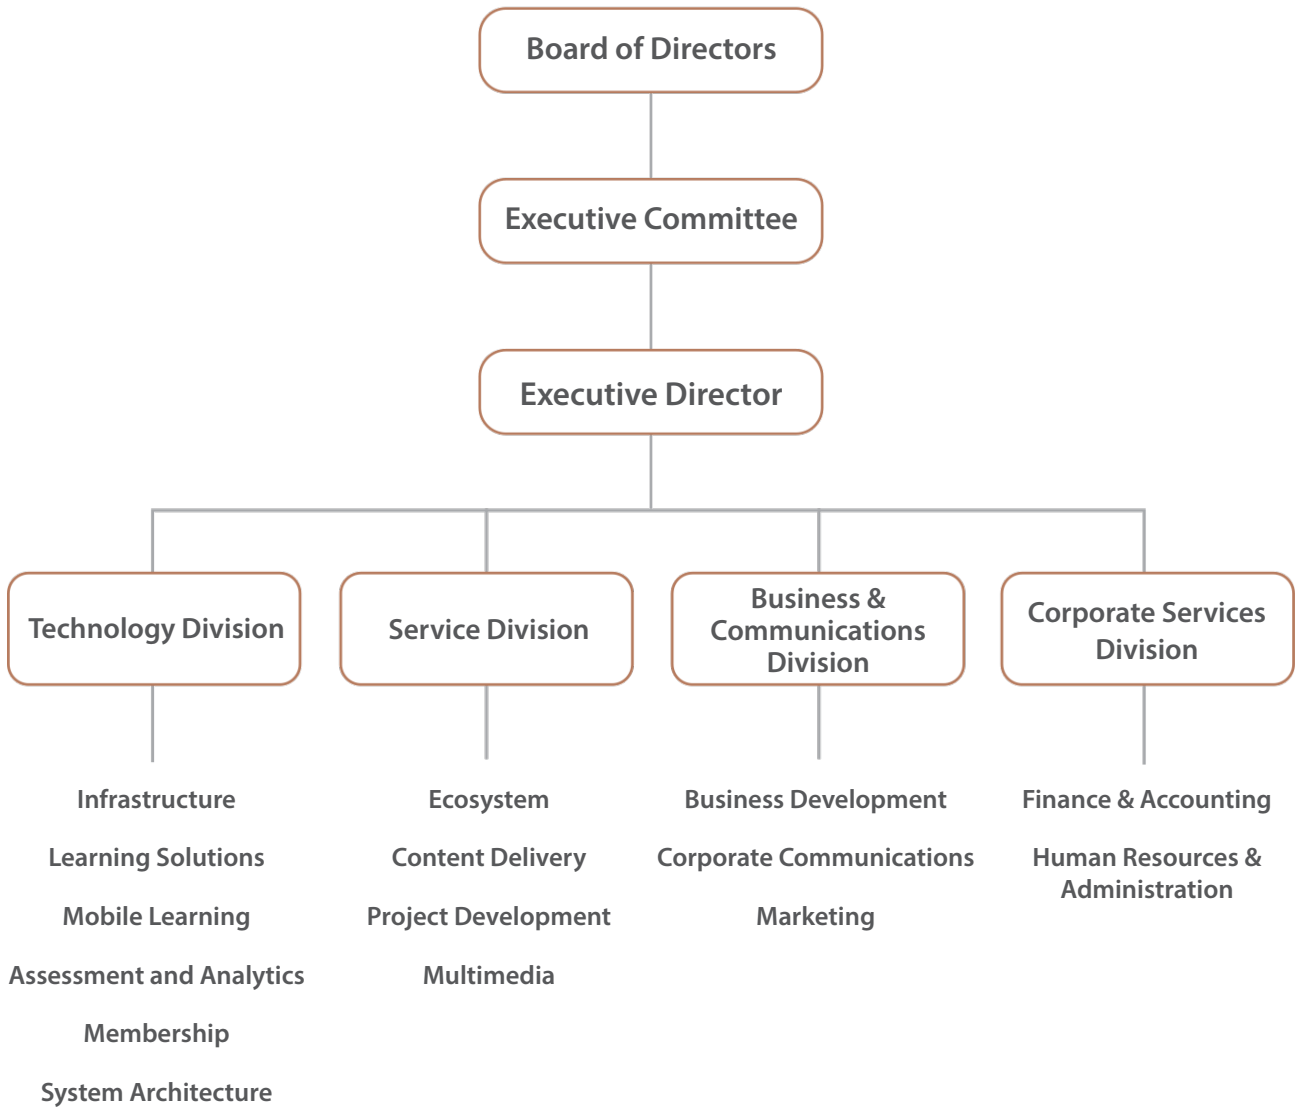 Board of Directors
Executive Committee
Executive Director
Technology Division
Service Division
Business &
Communications
Division
Corporate Services
Division
Infrastructure
Learning Solutions
Mobile Learning
Assessment and Analytics
Membership
System Architecture
Ecosystem
Content Delivery
Project Development
Multimedia
Business Development
Corporate Communications
Marketing
Finance & Accounting
Human Resources &
Administration